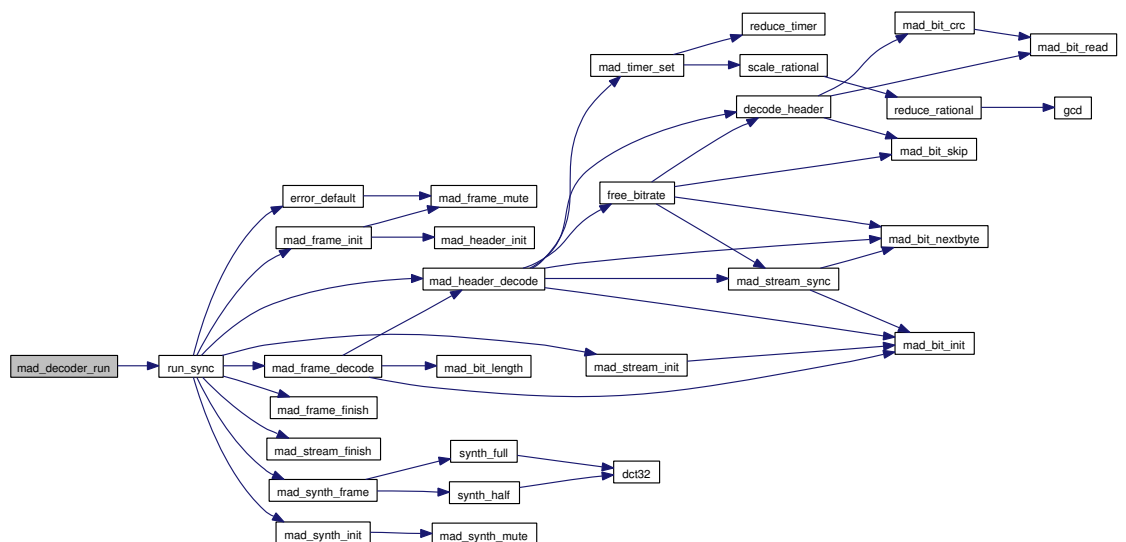 reduce_timer
mad_bit_crc
mad_bit_read
mad_timer_set
scale_rational
decode_header
reduce_rational
gcd
mad_bit_skip
error_default
mad_frame_mute
free_bitrate
mad_frame_init
mad_header_init
mad_bit_nextbyte
mad_header_decode
mad_stream_sync
mad_bit_init
mad_decoder_run
run_sync
mad_frame_decode
mad_bit_length
mad_stream_init
mad_frame_finish
mad_stream_finish
synth_full
dct32
mad_synth_frame
synth_half
mad_synth_init
mad_synth_mute